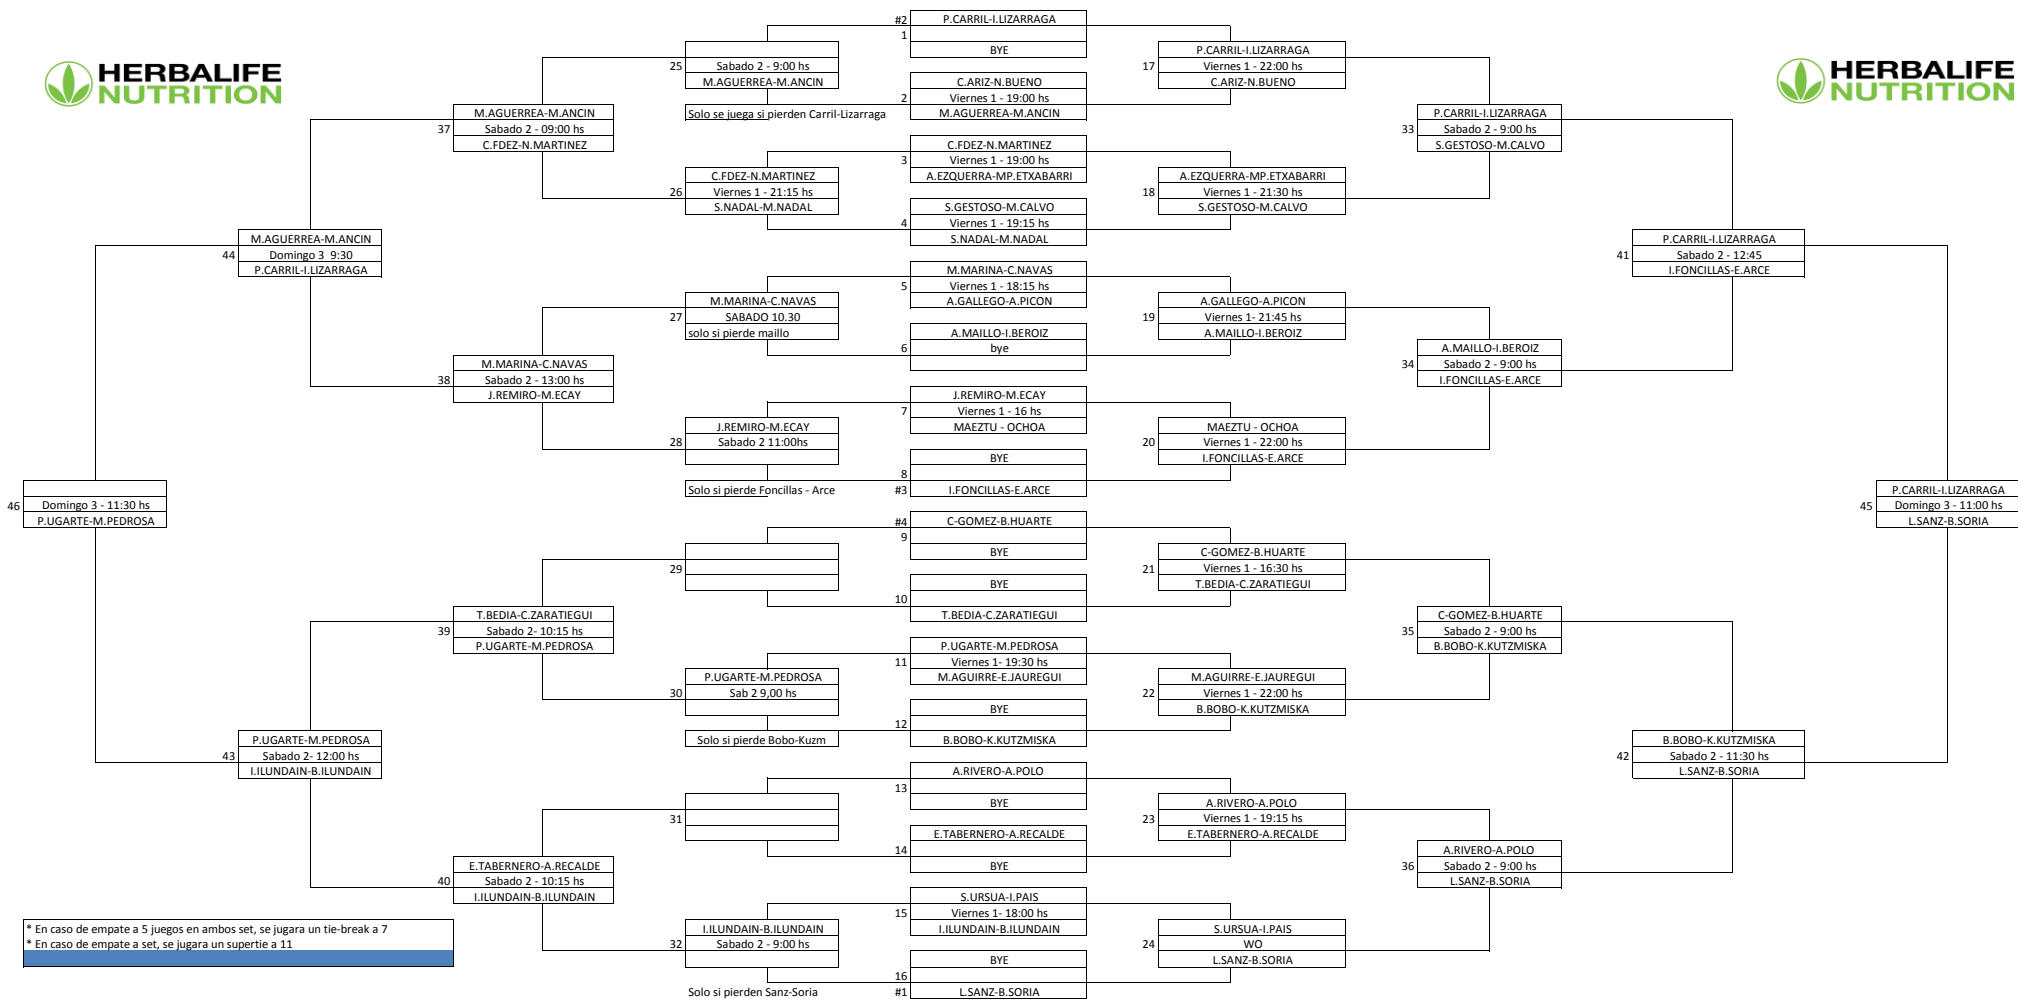 HERBALIFE
NUTRITION
HERBALIFE
NUTRITION
46
Domingo 3 - 11:30 hs
P.UGARTE-M.PEDROSA
M.AGUERREA-M.ANCIN
44
Domingo 3  9:30
P.CARRIL-I.LIZARRAGA
P.UGARTE-M.PEDROSA
43
Sabado 2- 12:00 hs
I.ILUNDAIN-B.ILUNDAIN
M.AGUERREA-M.ANCIN
37
Sabado 2 - 09:00 hs
C.FDEZ-N.MARTINEZ
M.MARINA-C.NAVAS
38
Sabado 2 - 13:00 hs
J.REMIRO-M.ECAY
T.BEDIA-C.ZARATIEGUI
39
Sabado 2- 10:15 hs
P.UGARTE-M.PEDROSA
E.TABERNERO-A.RECALDE
40
Sabado 2 - 10:15 hs
I.ILUNDAIN-B.ILUNDAIN
25
Sabado 2 - 9:00 hs
M.AGUERREA-M.ANCIN
Solo se juega si pierden Carril-Lizarraga
C.FDEZ-N.MARTINEZ
26
Viernes 1 - 21:15 hs
S.NADAL-M.NADAL
M.MARINA-C.NAVAS
27
SABADO 10.30
solo si pierde maillo
J.REMIRO-M.ECAY
28
Sabado 2 11:00hs
Solo si pierde Foncillas - Arce
29
P.UGARTE-M.PEDROSA
30
Sab 2 9,00 hs
Solo si pierde Bobo-Kuzm
31
I.ILUNDAIN-B.ILUNDAIN
32
Sabado 2 - 9:00 hs
Solo si pierden Sanz-Soria
#2
P.CARRIL-I.LIZARRAGA
1
BYE
C.ARIZ-N.BUENO
2
Viernes 1 - 19:00 hs
M.AGUERREA-M.ANCIN
C.FDEZ-N.MARTINEZ
3
Viernes 1 - 19:00 hs
A.EZQUERRA-MP.ETXABARRI
S.GESTOSO-M.CALVO
4
Viernes 1 - 19:15 hs
S.NADAL-M.NADAL
M.MARINA-C.NAVAS
5
Viernes 1 - 18:15 hs
A.GALLEGO-A.PICON
A.MAILLO-I.BEROIZ
6
bye
J.REMIRO-M.ECAY
7
Viernes 1 - 16 hs
MAEZTU - OCHOA
BYE
8
#3
I.FONCILLAS-E.ARCE
#4
C-GOMEZ-B.HUARTE
9
BYE
BYE
10
T.BEDIA-C.ZARATIEGUI
P.UGARTE-M.PEDROSA
11
Viernes 1- 19:30 hs
M.AGUIRRE-E.JAUREGUI
BYE
12
B.BOBO-K.KUTZMISKA
A.RIVERO-A.POLO
13
BYE
E.TABERNERO-A.RECALDE
14
BYE
S.URSUA-I.PAIS
15
Viernes 1- 18:00 hs
I.ILUNDAIN-B.ILUNDAIN
BYE
16
#1
L.SANZ-B.SORIA
P.CARRIL-I.LIZARRAGA
17
Viernes 1 - 22:00 hs
C.ARIZ-N.BUENO
A.EZQUERRA-MP.ETXABARRI
18
Viernes 1 - 21:30 hs
S.GESTOSO-M.CALVO
A.GALLEGO-A.PICON
19
Viernes 1- 21:45 hs
A.MAILLO-I.BEROIZ
MAEZTU - OCHOA
20
Viernes 1 - 22:00 hs
I.FONCILLAS-E.ARCE
C-GOMEZ-B.HUARTE
21
Viernes 1 - 16:30 hs
T.BEDIA-C.ZARATIEGUI
M.AGUIRRE-E.JAUREGUI
22
Viernes 1 - 22:00 hs
B.BOBO-K.KUTZMISKA
A.RIVERO-A.POLO
23
Viernes 1 - 19:15 hs
E.TABERNERO-A.RECALDE
S.URSUA-I.PAIS
24
WO
L.SANZ-B.SORIA
P.CARRIL-I.LIZARRAGA
33
Sabado 2 - 9:00 hs
S.GESTOSO-M.CALVO
A.MAILLO-I.BEROIZ
34
Sabado 2 - 9:00 hs
I.FONCILLAS-E.ARCE
C-GOMEZ-B.HUARTE
35
Sabado 2 - 9:00 hs
B.BOBO-K.KUTZMISKA
A.RIVERO-A.POLO
36
Sabado 2 - 9:00 hs
L.SANZ-B.SORIA
P.CARRIL-I.LIZARRAGA
41
Sabado 2 - 12:45
I.FONCILLAS-E.ARCE
B.BOBO-K.KUTZMISKA
42
Sabado 2 - 11:30 hs
L.SANZ-B.SORIA
P.CARRIL-I.LIZARRAGA
45
Domingo 3 - 11:00 hs
L.SANZ-B.SORIA
* En caso de empate a 5 juegos en ambos set, se jugara un tie-break a 7
* En caso de empate a set, se jugara un supertie a 11